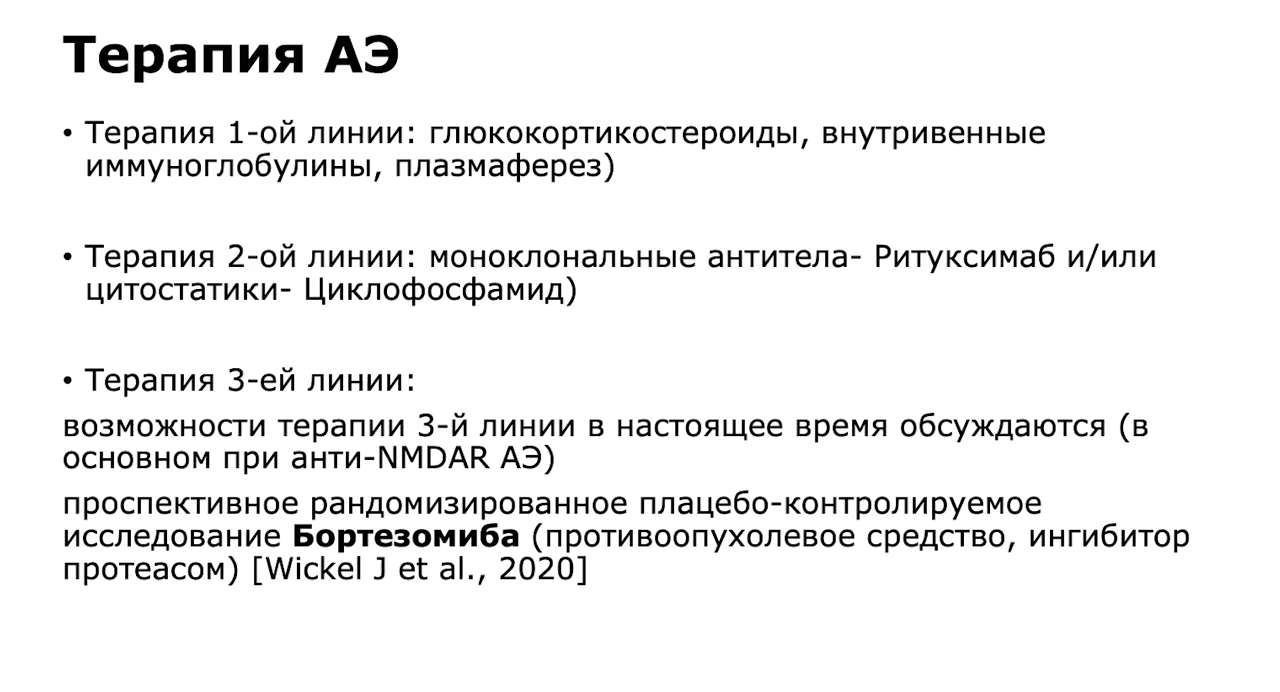 Терапия АЭ
• Терапия 1-ой линии: глюкокортикостероиды, внутривенные
иммуноглобулины, плазмаферез)
• Терапия 2-ой линии: моноклональные антитела- Ритуксимаб и/или
цитостатики- Циклофосфамид)
• Терапия 3-ей линии:
возможности терапии 3-й линии в настоящее время обсуждаются (в
основном при анти-NMDAR АЭ)
проспективное рандомизированное плацебо-контролируемое
исследование Бортезомиба (противоопухолевое средство, ингибитор
протеасом) [Wickel J et al., 2020]